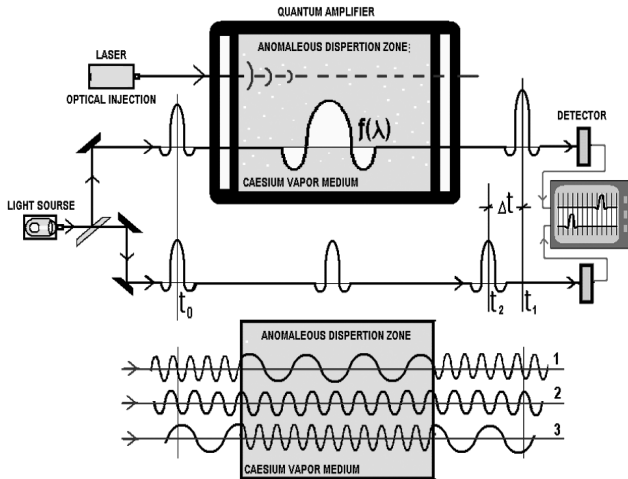 QUANTUM AMPLIFIER
LASER
OPTICAL INJECTION
ANOMALEOUS DISPERTION ZONE:
f(λ)
CAESIUM VAPOR MEDIUM
DETECTOR
LIGHT SOURSE
Δt
t₀
t₂
t₁
ANOMALEOUS DISPERTION ZONE
1
2
3
CAESIUM VAPOR MEDIUM